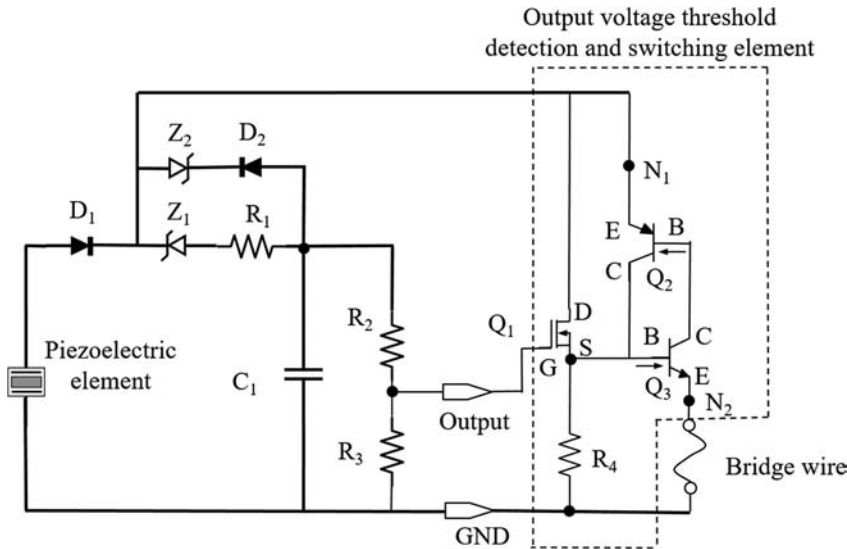 Output voltage threshold
detection and switching element
Z₂
D₂
N₁
D₁
Z₁
R₁
E
B
C
Q₂
R₂
Q₁
D
Piezoelectric
element
C₁
G
S
B
C
Q₃
E
N₂
Output
R₃
R₄
Bridge wire
GND